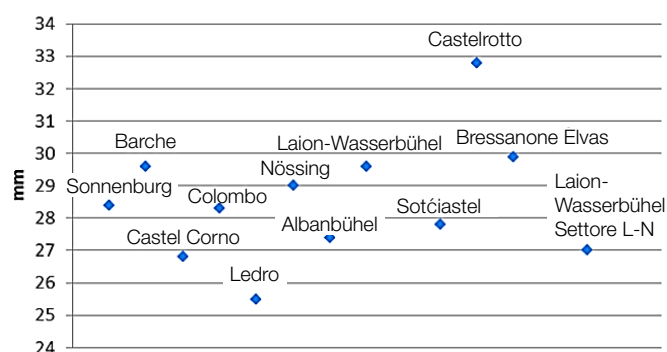 34
33
32
31
30
29
28
27
26
25
24
mm
Castelrotto
Barche
Laion-Wasserbühel
Bressanone Elvas
Nössing
Sonnenburg
Colombo
Laion-
Wasserbühel
Settore L-N
Sotćiastel
Albanbühel
Castel Corno
Ledro